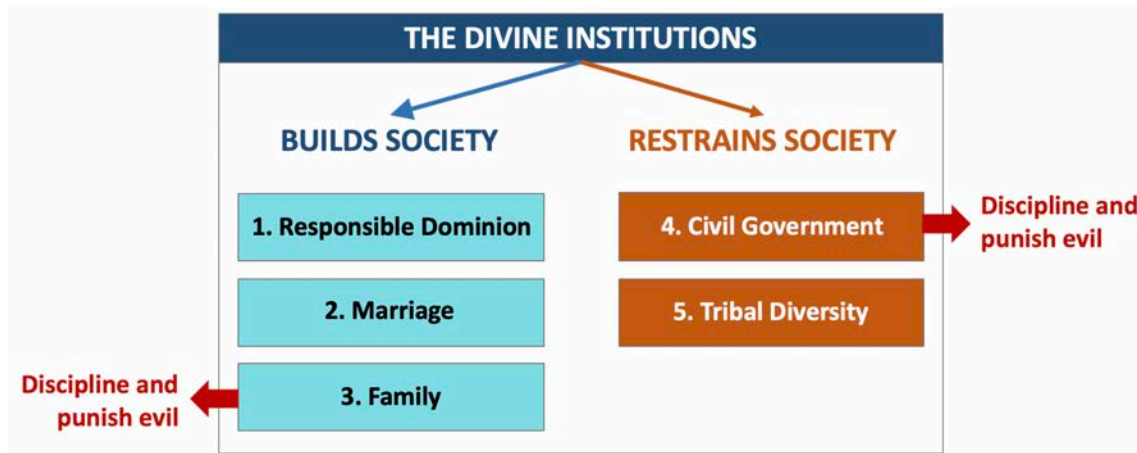 THE DIVINE INSTITUTIONS
BUILDS SOCIETY
1. Responsible Dominion
2. Marriage
3. Family
Discipline and
punish evil
RESTRAINS SOCIETY
4. Civil Government
5. Tribal Diversity
Discipline and
punish evil